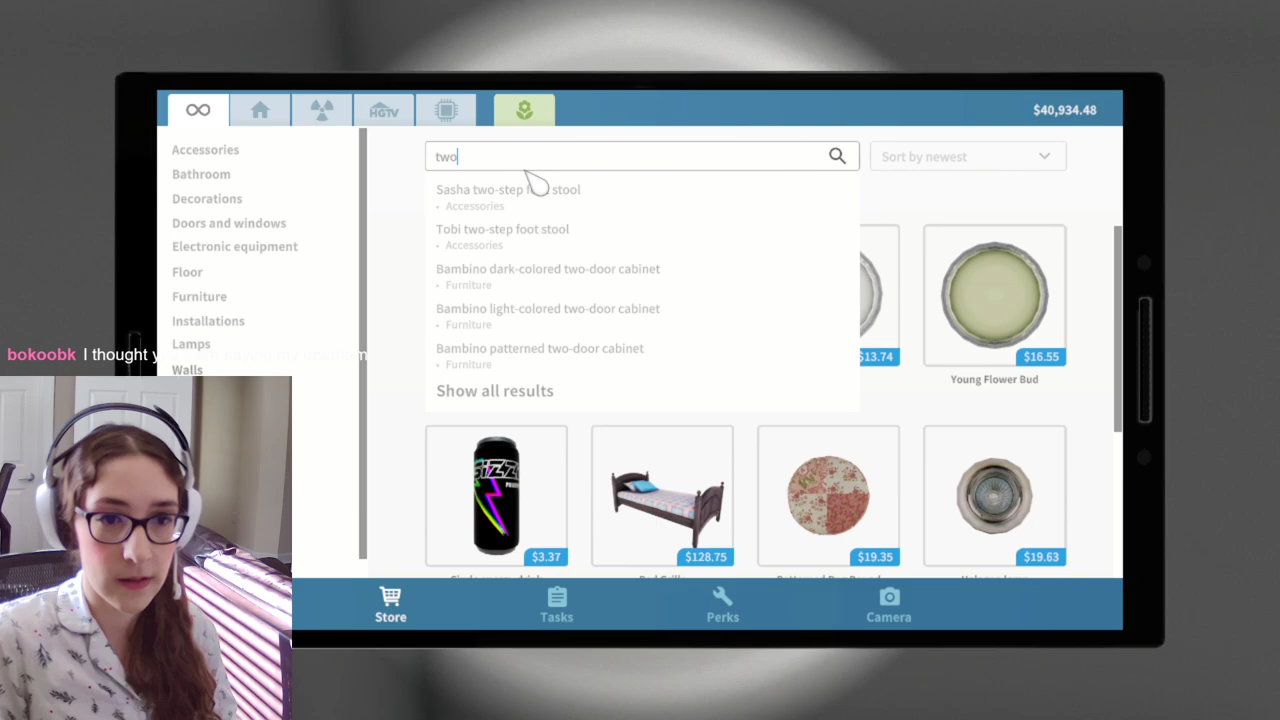 HGTV
$40,934.48
Accessories
Bathroom
Decorations
Doors and windows
Electronic equipment
Floor
Furniture
Installations
Lamps
Walls
two
Sort by newest
Sasha two-step stool
• Accessories
Tobi two-step foot stool
• Accessories
Bambino dark-colored two-door cabinet
• Furniture
Bambino light-colored two-door cabinet
• Furniture
Bambino patterned two-door cabinet
• Furniture
Show all results
$13.74
$16.55
Young Flower Bud
$3.37
$128.75
$19.35
$19.63
bokoobk I thought
Store
Tasks
Perks
Camera